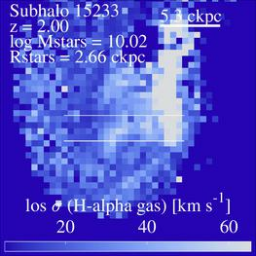 Subhalo 15233
5.3 ckpc
z = 2.00
log Mstars = 10.02
Rstars = 2.66 ckpc
los σ (H-alpha gas) [km s⁻¹]
20 40 60